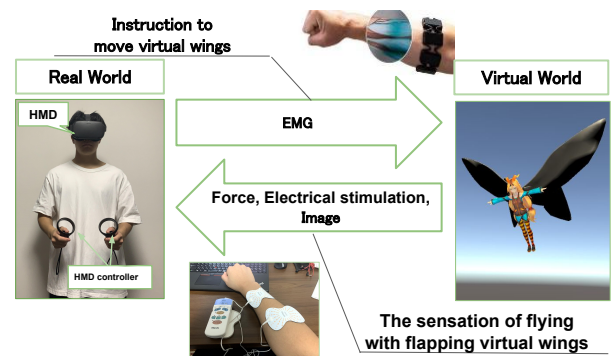 Instruction to
move virtual wings
Real World
Virtual World
HMD
EMG
Force, Electrical stimulation,
Image
HMD controller
The sensation of flying
with flapping virtual wings